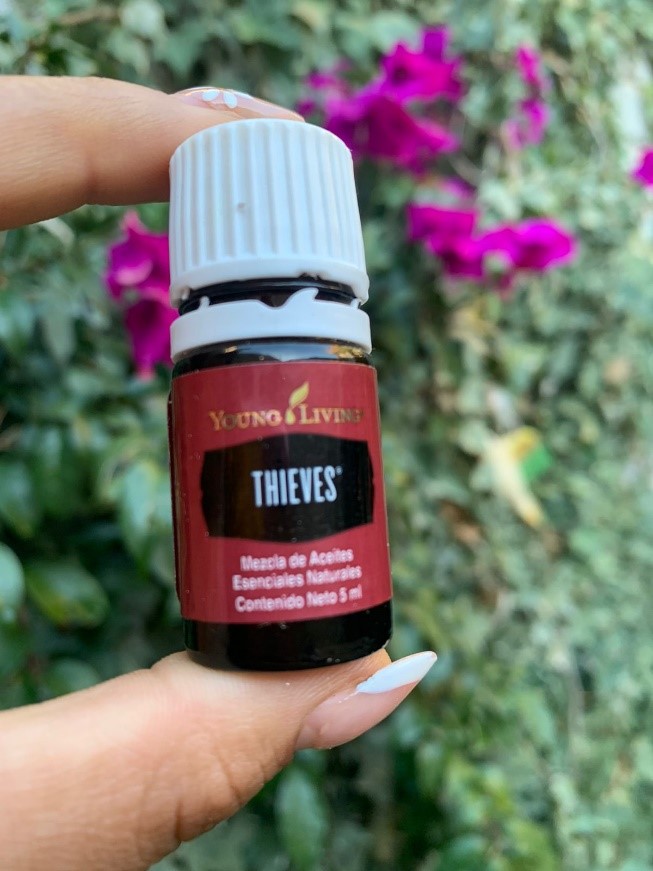 YOUNG LIVING
THIEVES®
Mezcla de Aceites
Esenciales Naturales
Contenido Neto 5 ml